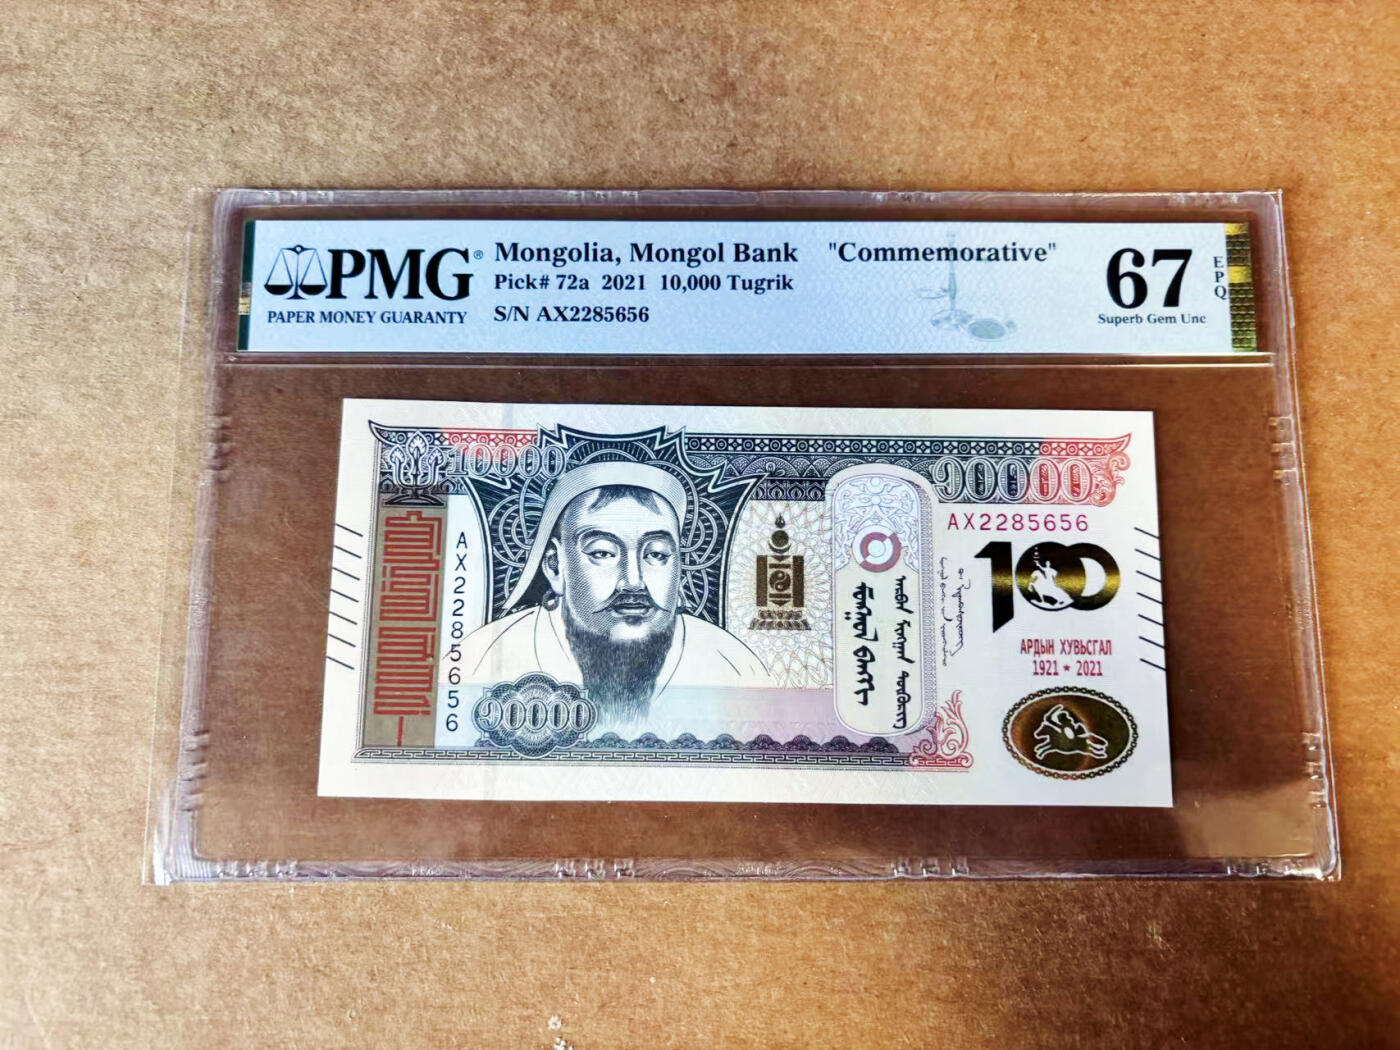 PMG®
PAPER MONEY GUARANTY
Mongolia, Mongol Bank "Commemorative"
Pick# 72a 2021 10,000 Tugrik
S/N AX2285656
67
EPQ
Superb Gem Unc
10000
10000
AX2285656
AX2285656
100
АРДЫН ХУВЬСГАЛ
1921 ★ 2021
10000